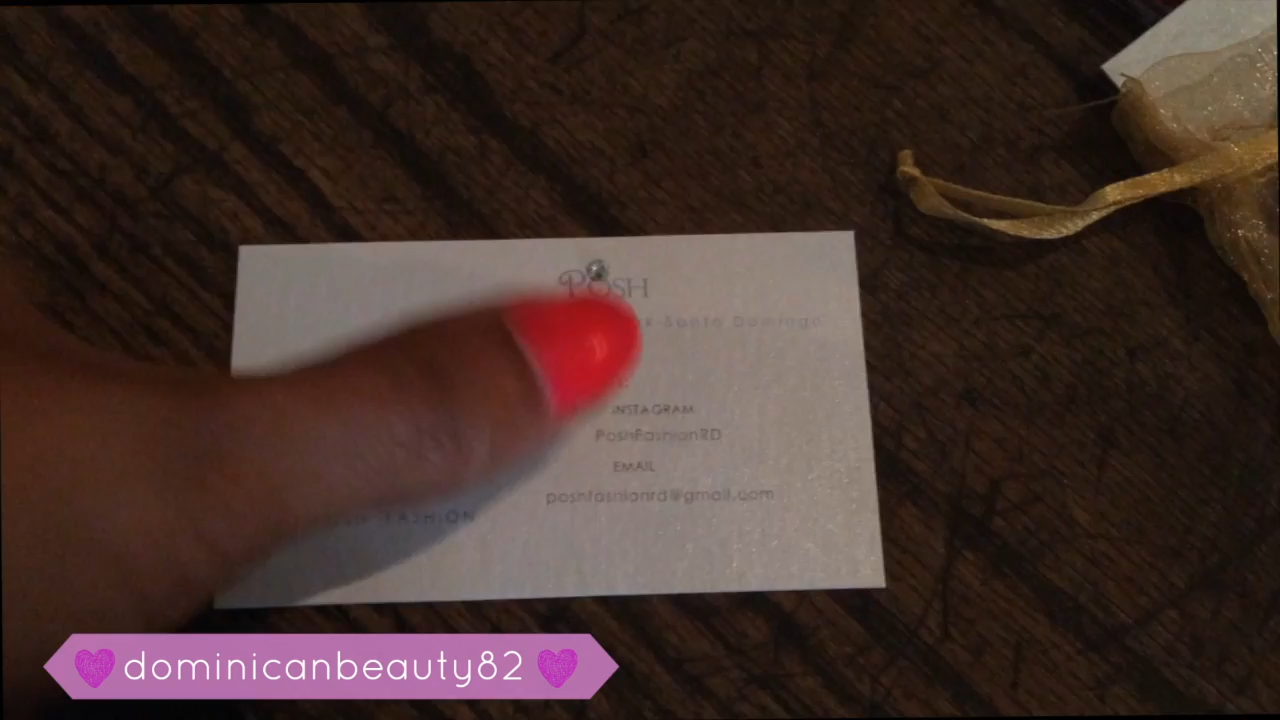 POSH
Santo Domingo
INSTAGRAM
PoshFashionRD
EMAIL
poshfashionrd@gmail.com
FASHION
dominicanbeauty82